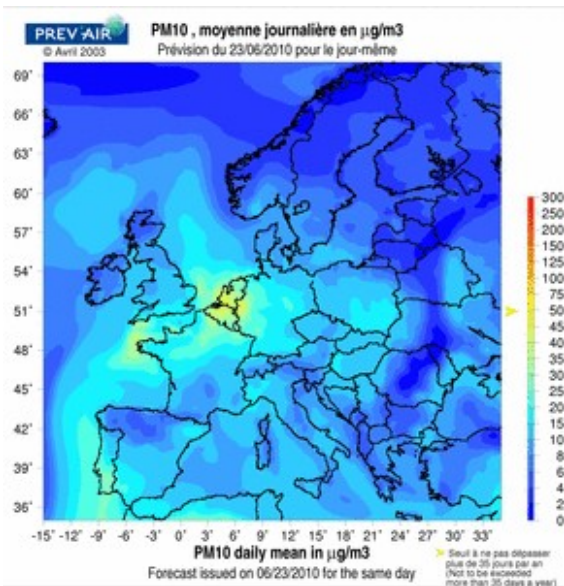 PREV'AIR
© Avril 2003
PM10 , moyenne journalière en µg/m3
Prévision du 23/06/2010 pour le jour-même
69°
66°
63°
60°
57°
54°
51°
48°
45°
42°
39°
36°
-15° -12° -9° -6° -3° 0° 3° 6° 9° 12° 15° 18° 21° 24° 27° 30° 33°
300
250
200
150
100
75
50
45
40
35
30
25
20
15
10
8
6
4
2
0
PM10 daily mean in µg/m3
Forecast issued on 06/23/2010 for the same day
Seuil à ne pas dépasser
plus de 35 jours par an
(Not to be exceeded
more than 35 days a year)